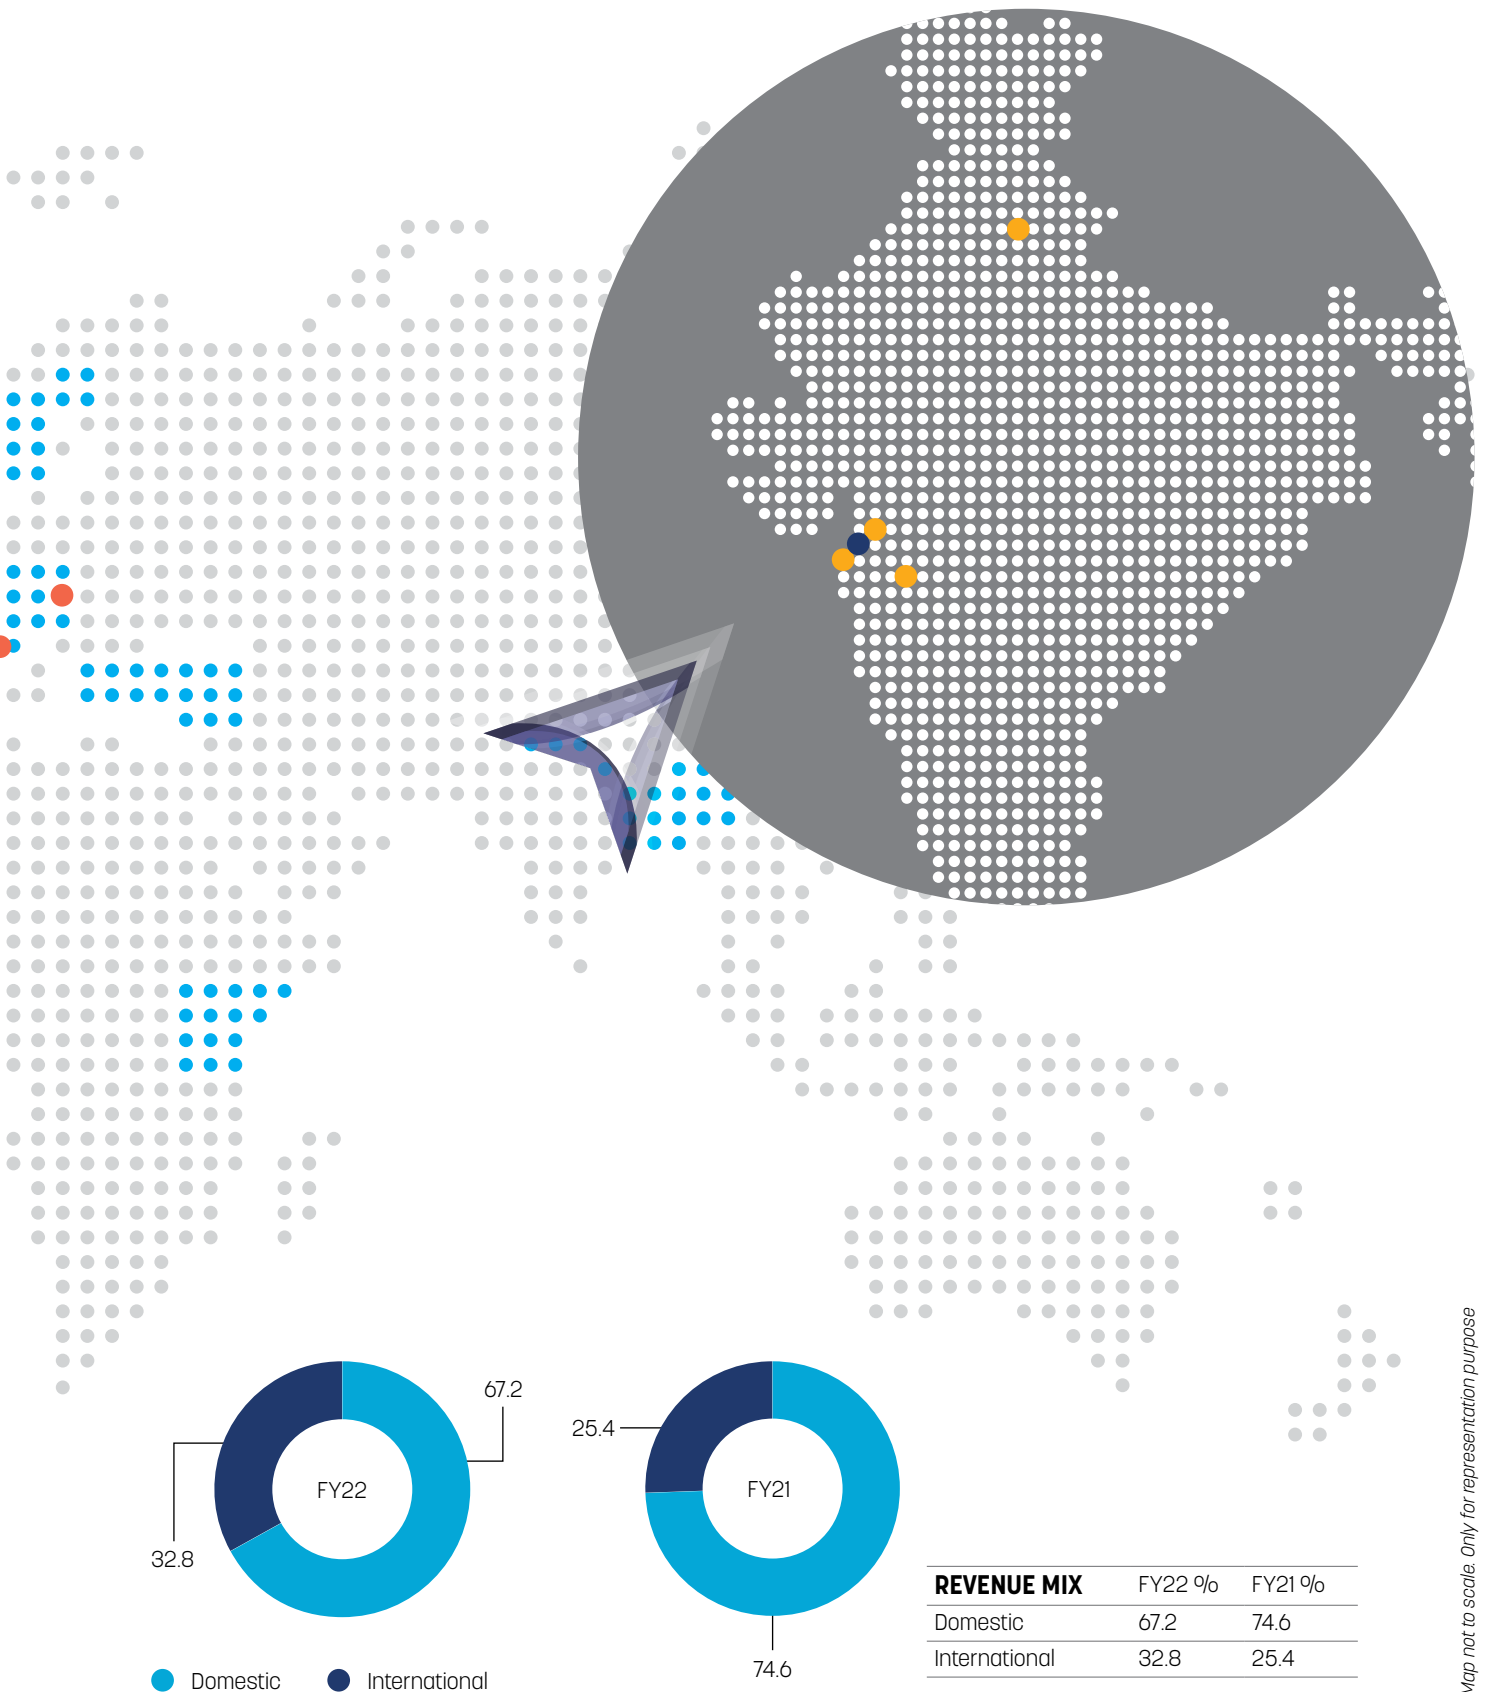 67.2
FY22
32.8
25.4
FY21
74.6
Domestic
International
REVENUE MIX FY22 % FY21 %
Domestic 67.2 74.6
International 32.8 25.4
Map not to scale. Only for representation purpose